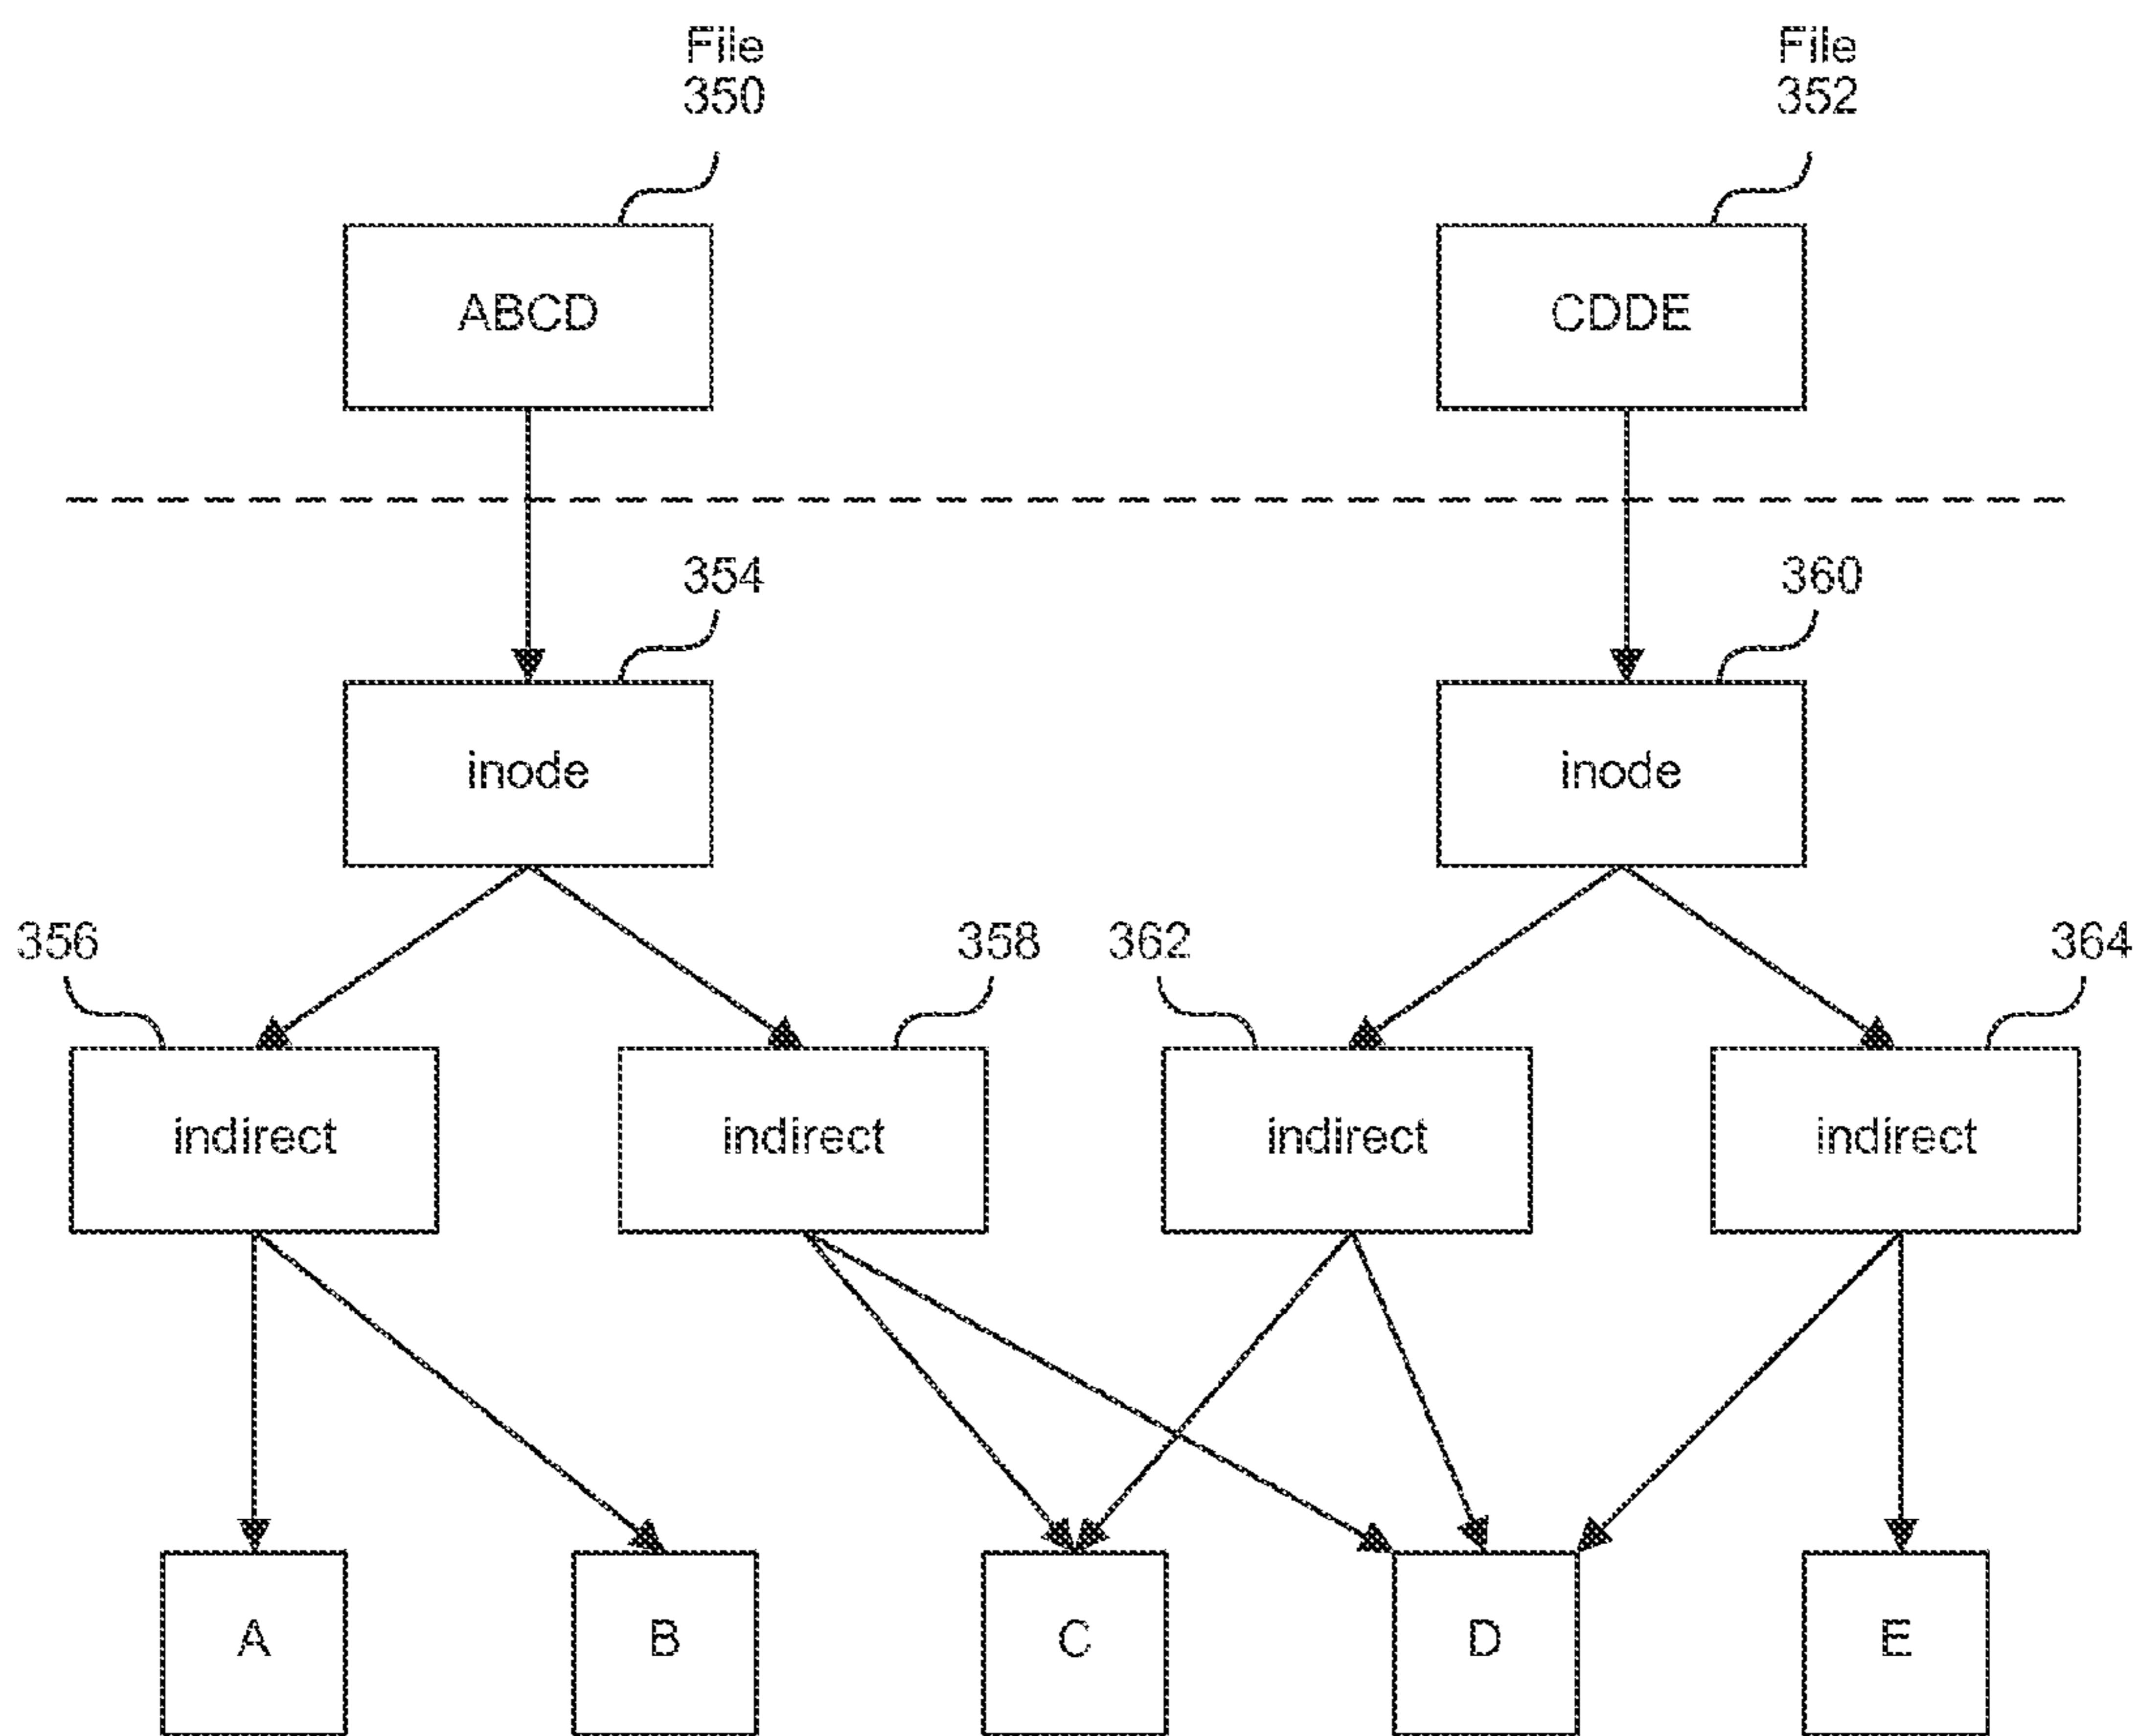 File
350
File
352
ABCD
CDDE
354
360
inode
inode
356
358
362
364
indirect
indirect
indirect
indirect
A
B
C
D
E